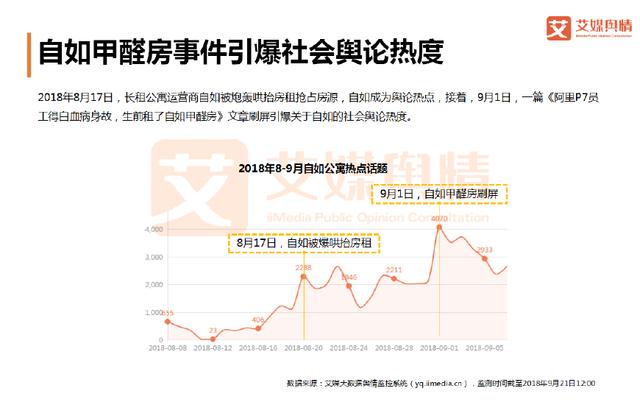 自如甲醛房事件引爆社会舆论热度
艾媒舆情
2018年8月17日，长租公寓运营商自如被炮轰哄抬房租抢占房源，自如成为舆论热点，接着，9月1日，一篇《阿里P7员
工得白血病身故，生前租了自如甲醛房》文章刷屏引爆关于自如的社会舆论热度。
艾媒舆情
iiMedia Public Opinion Consultation
2018年8-9月自如公寓热点话题
9月1日，自如甲醛房刷屏
8月17日，自如被爆哄抬房租
4,000
3,000
2,000
1,000
0
655
23
406
2288
1946
2211
4070
2933
2018-08-08 2018-08-12 2018-08-16 2018-08-20 2018-08-24 2018-08-28 2018-09-01 2018-09-05
数据来源：艾媒大数据舆情监控系统（yq.iimedia.cn），监测时间截至2018年9月21日12:00